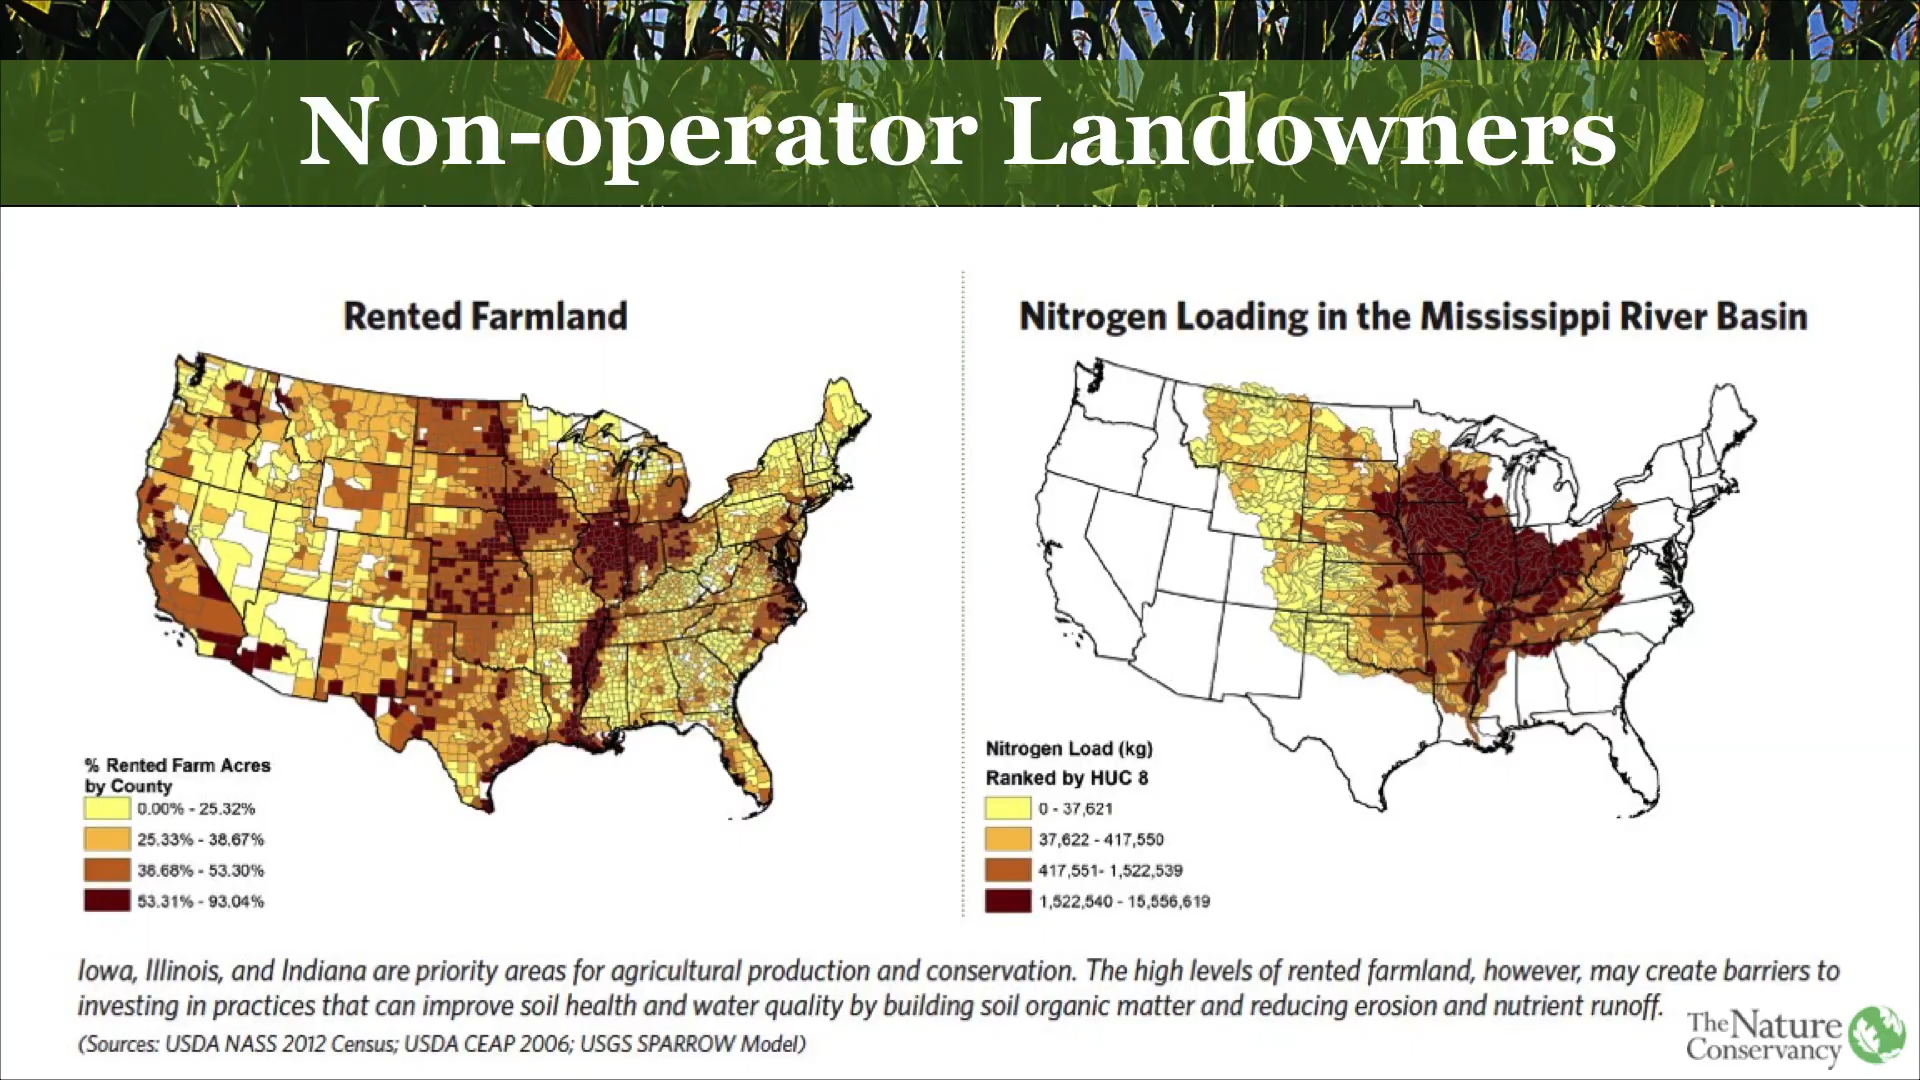 Non-operator Landowners
Rented Farmland
% Rented Farm Acres
by County
0.00% - 25.32%
25.33% - 38.67%
38.68% - 53.30%
53.31% - 93.04%
Nitrogen Loading in the Mississippi River Basin
Nitrogen Load (kg)
Ranked by HUC 8
0 - 37,621
37,622 - 417,550
417,551- 1,522,539
1,522,540 - 15,556,619
Iowa, Illinois, and Indiana are priority areas for agricultural production and conservation. The high levels of rented farmland, however, may create barriers to
investing in practices that can improve soil health and water quality by building soil organic matter and reducing erosion and nutrient runoff.
(Sources: USDA NASS 2012 Census; USDA CEAP 2006; USGS SPARROW Model)
The Nature
Conservancy